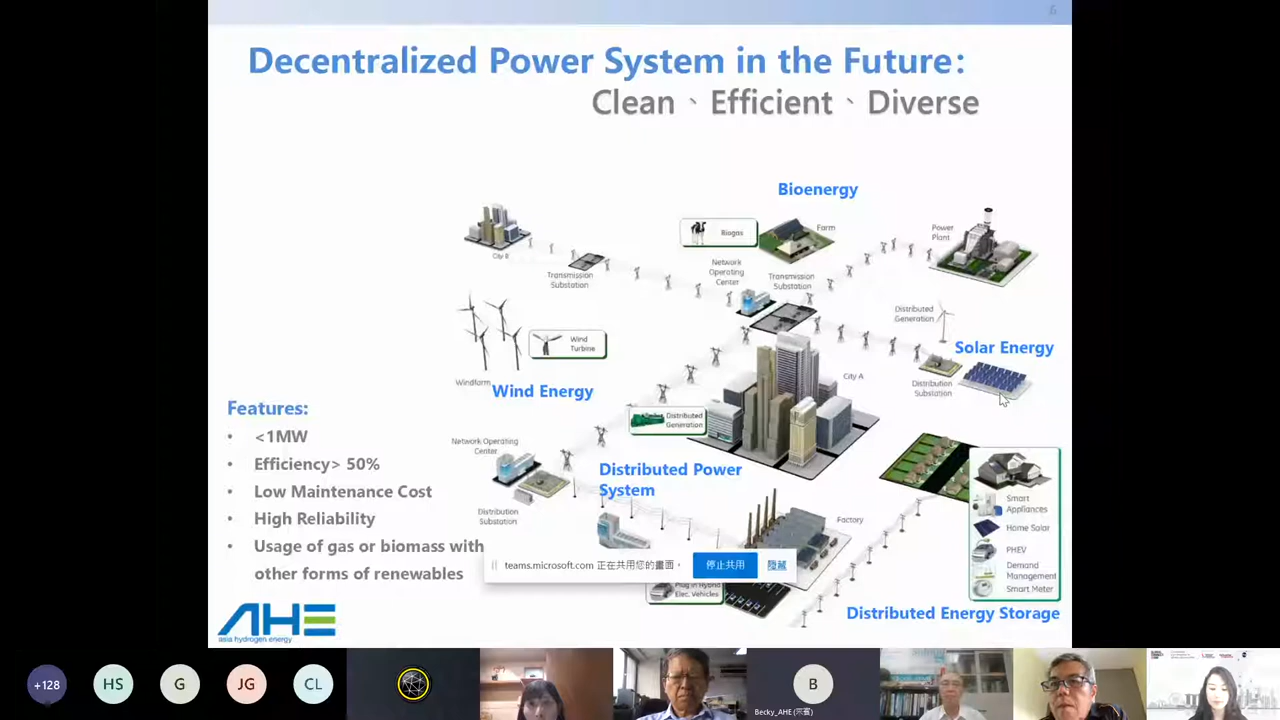 6
Decentralized Power System in the Future:
Clean、Efficient、Diverse
Bioenergy
Biogas
Farm
Power
Plant
City B
Transmission
Substation
Network
Operating
Center
Transmission
Substation
Distributed
Generation
Wind
Turbine
Solar Energy
Windfarm
Wind Energy
City A
Distribution
Substation
Features:
• <1MW
• Efficiency> 50%
• Low Maintenance Cost
• High Reliability
• Usage of gas or biomass with
other forms of renewables
Distributed
Generation
Network Operating
Center
Distributed Power
System
Distribution
Substation
Factory
Smart
Appliances
Home Solar
PHEV
Demand
Management
Smart Meter
teams.microsoft.com 正在共用您的畫面。
停止共用
隱藏
Plug in Hybrid
Elec. Vehicles
Distributed Energy Storage
AHE
asia hydrogen energy
+128
HS
G
JG
CL
B
Becky_AHE (宗賓)